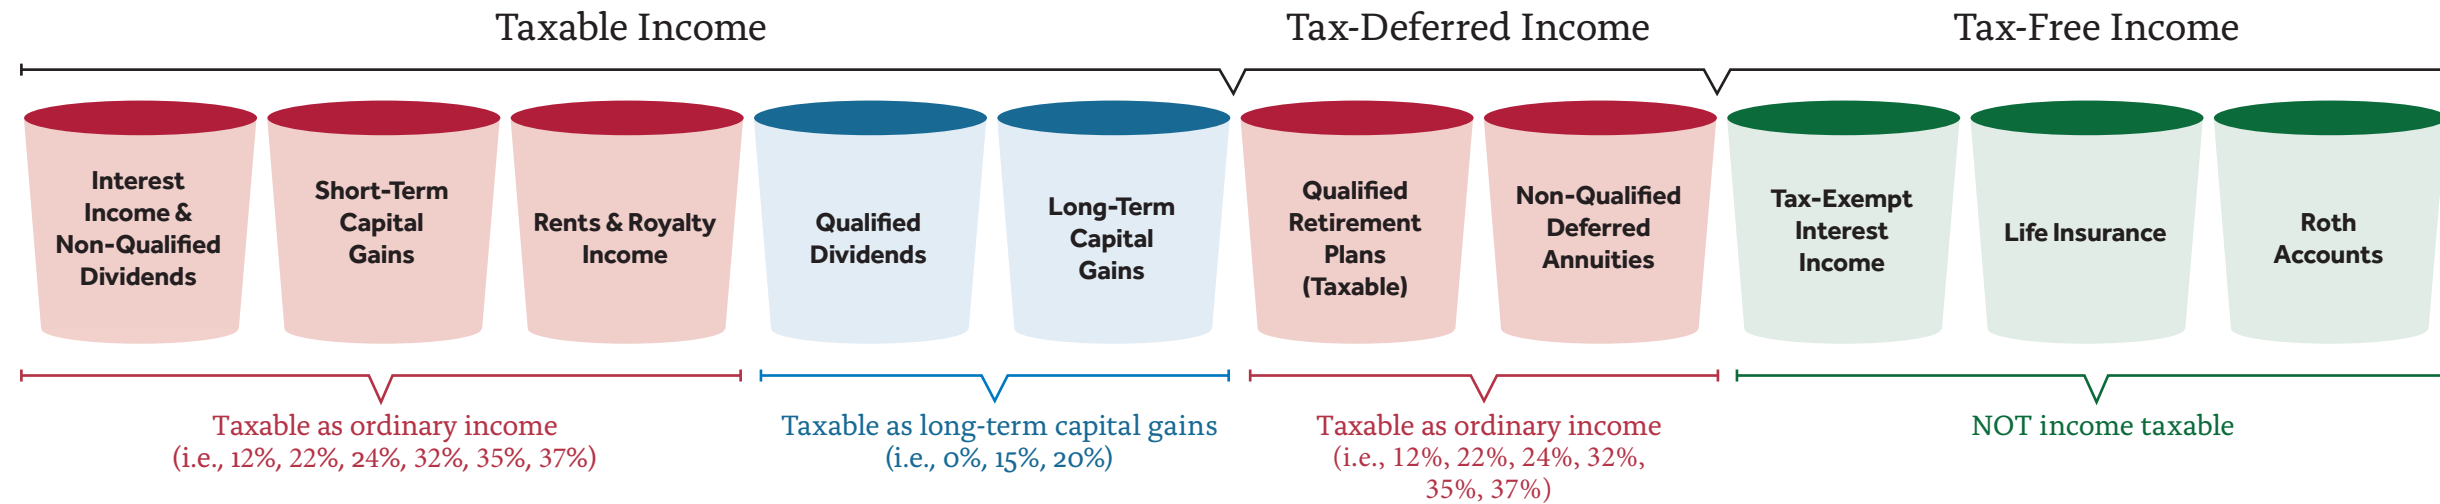 Taxable Income
Tax-Deferred Income
Tax-Free Income
Interest
Income &
Non-Qualified
Dividends
Short-Term
Capital
Gains
Rents & Royalty
Income
Qualified
Dividends
Long-Term
Capital
Gains
Qualified
Retirement
Plans
(Taxable)
Non-Qualified
Deferred
Annuities
Tax-Exempt
Interest
Income
Life Insurance
Roth
Accounts
Taxable as ordinary income
(i.e., 12%, 22%, 24%, 32%, 35%, 37%)
Taxable as long-term capital gains
(i.e., 0%, 15%, 20%)
Taxable as ordinary income
(i.e., 12%, 22%, 24%, 32%,
35%, 37%)
NOT income taxable